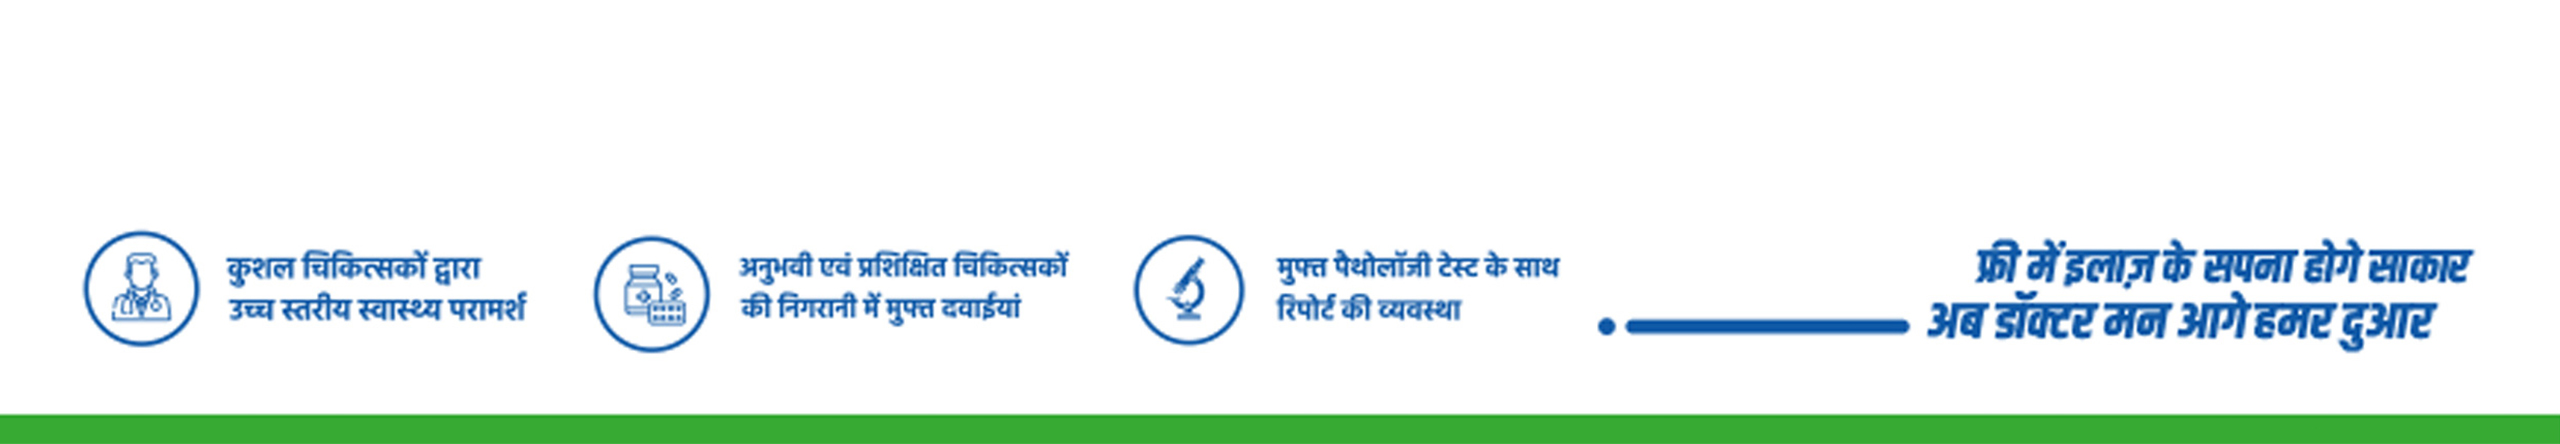 कुशल चिकित्सकों द्वारा
उच्च स्तरीय स्वास्थ्य परामर्श
अनुभवी एवं प्रशिक्षित चिकित्सकों
की निगरानी में मुफ्त दवाईयां
मुफ्त पैथोलॉजी टेस्ट के साथ
रिपोर्ट की व्यवस्था
फ्री में इलाज़ के सपना होगे साकार
अब डॉक्टर मन आगे हमर दुआर